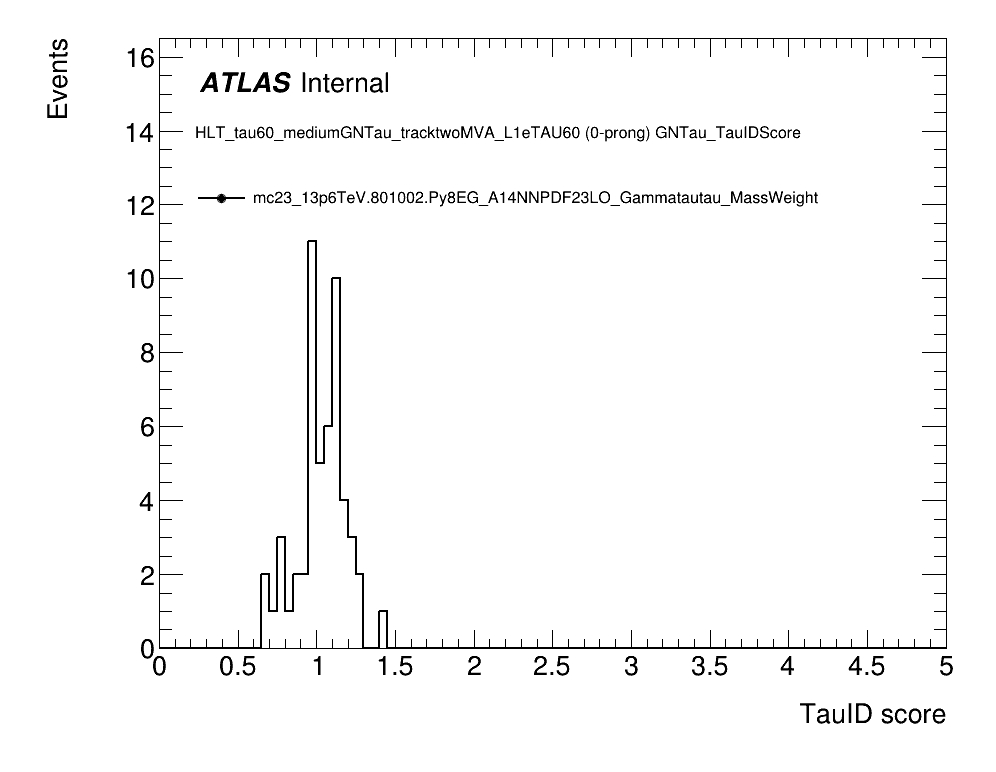 Events
16
14
12
10
8
6
4
2
0
ATLAS Internal
HLT_tau60_mediumGNTau_tracktwoMVA_L1eTAU60 (0-prong) GNTau_TauIDScore
mc23_13p6TeV.801002.Py8EG_A14NNPDF23LO_Gammatautau_MassWeight
0 0.5 1 1.5 2 2.5 3 3.5 4 4.5 5
TauID score